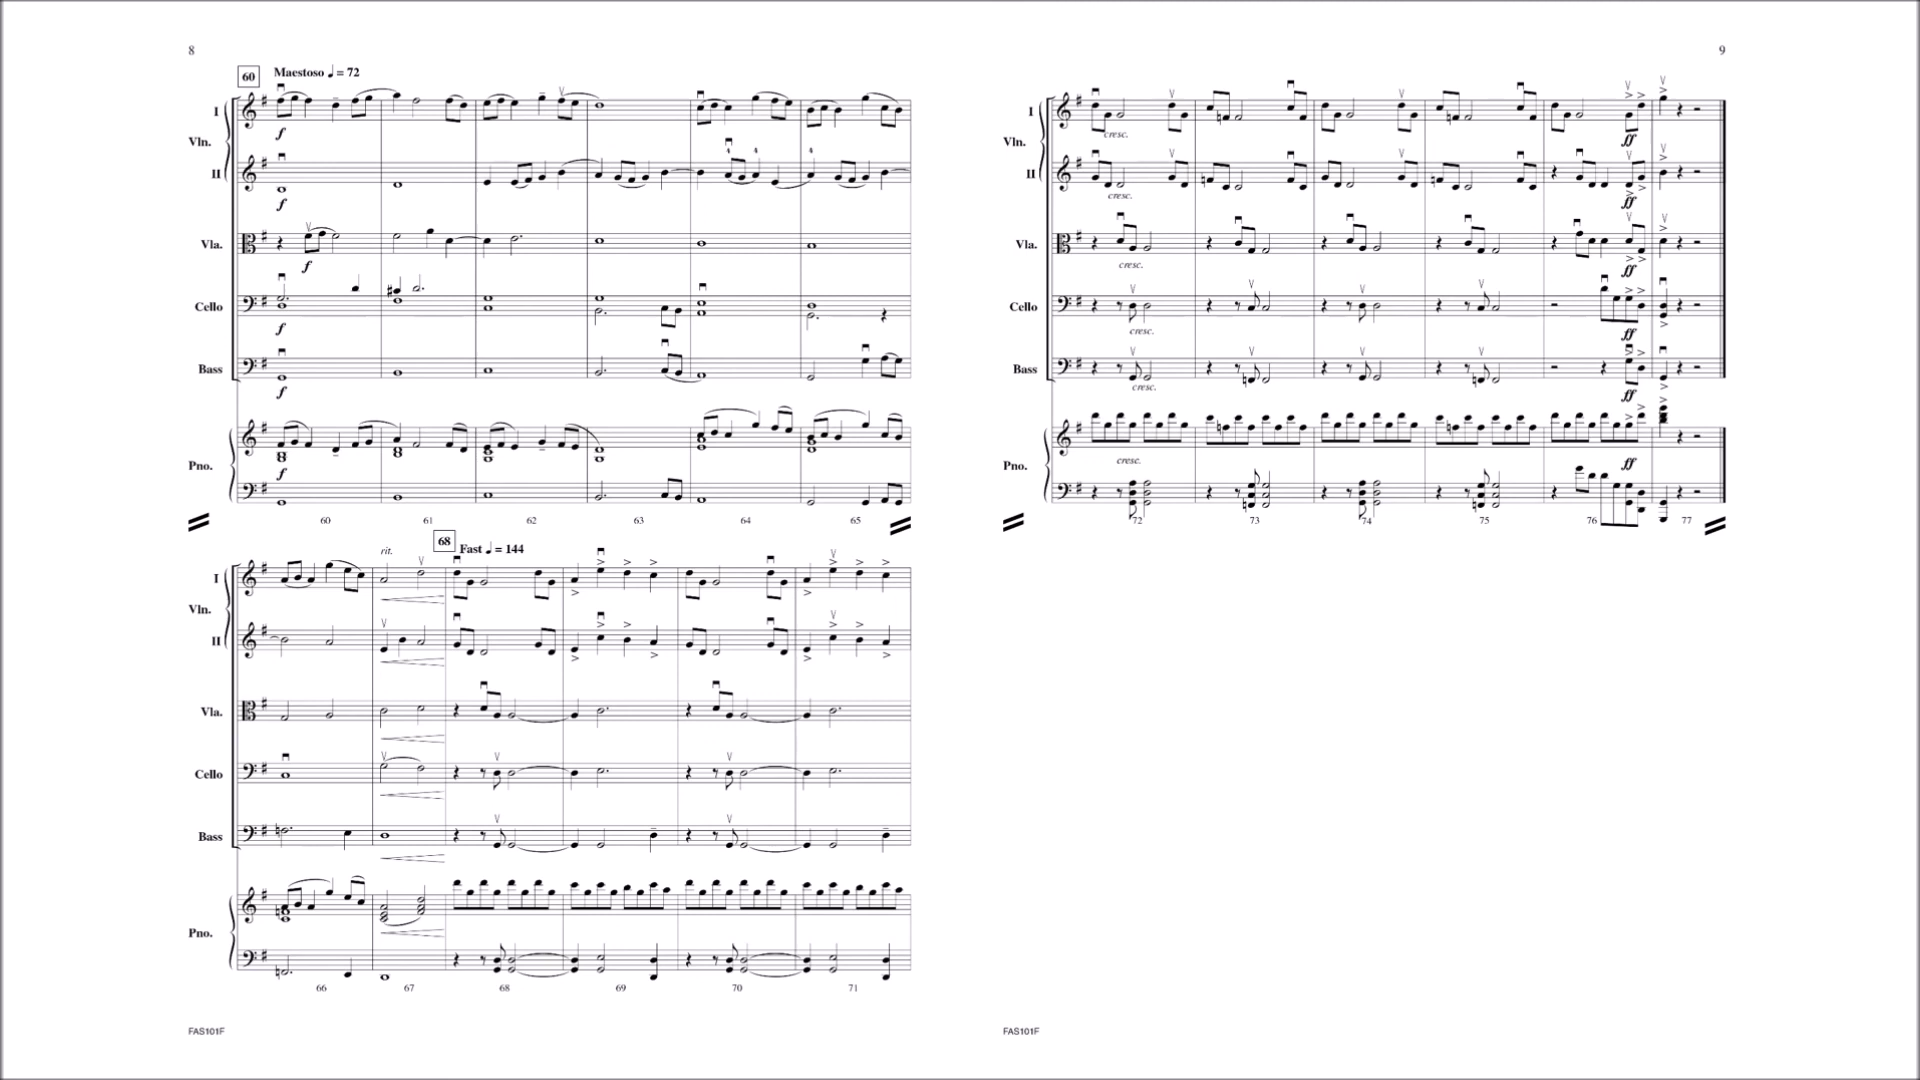 8
60 Maestoso ♩ = 72
I
f
Vln.
4 4 4
II
f
Vla.
f
Cello
f
Bass
f
f
Pno.
60 61 62 63 64 65
rit. 68 Fast ♩ = 144
I
Vln.
II
Vla.
Cello
Bass
Pno.
66 67 68 69 70 71
FAS101F
9
I
cresc. ff
Vln.
II
cresc. ff
Vla.
cresc. ff
Cello
cresc. ff
Bass
cresc. ff
cresc. ff
Pno.
72 73 74 75 76 77
FAS101F